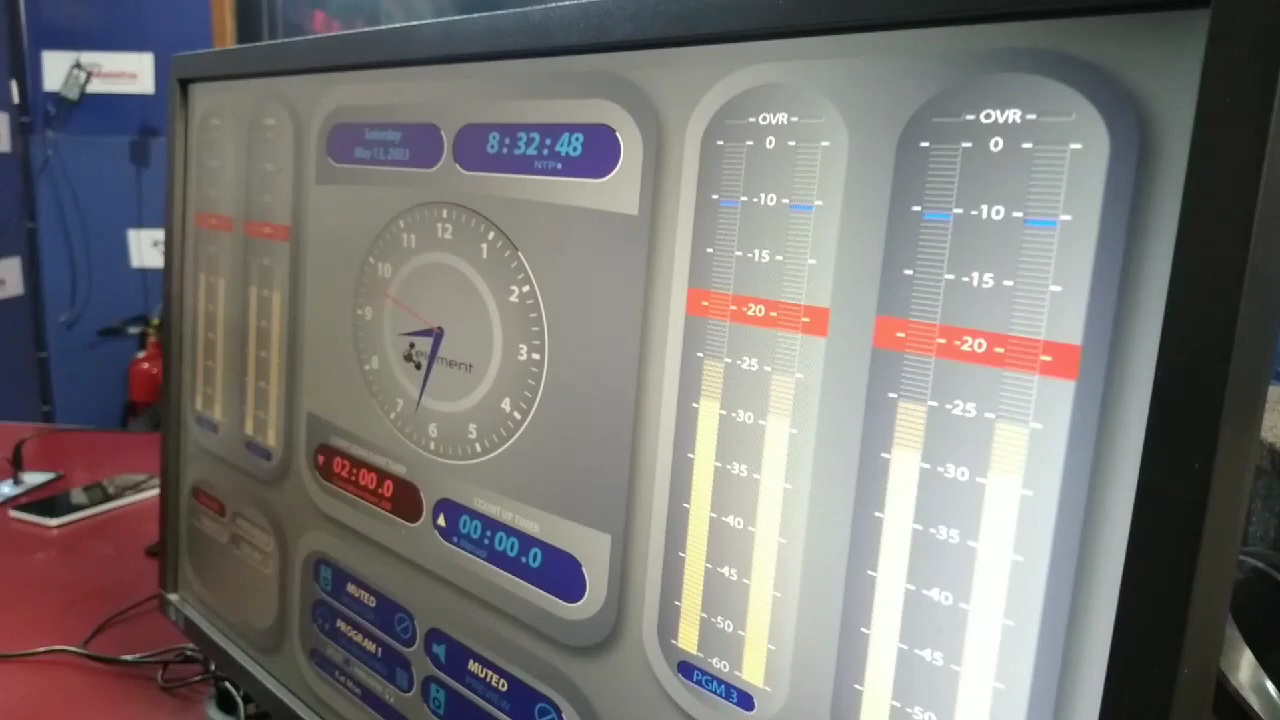 Saturday
May 13, 2023
8:32:48
NTP
12
1
2
3
4
5
6
7
8
9
10
11
element
02:00.0
COUNT UP TIMER
00:00.0
Manual
MUTED
PROGRAM 1
MUTED
PREVIEW
OVR
0
-10
-15
-20
-25
-30
-35
-40
-45
-50
-60
PGM 3
OVR
0
-10
-15
-20
-25
-30
-35
-40
-45
-50